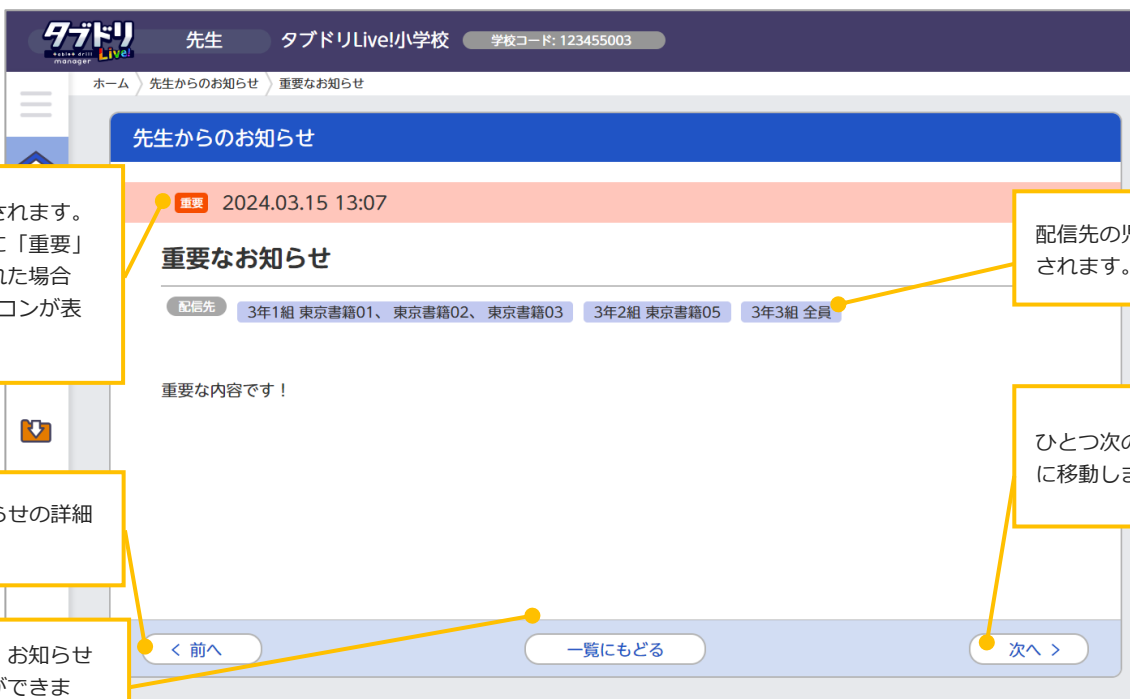 タブドリ Live!
tablet drill
manager
先生 タブドリLive!小学校 学校コード: 123455003
ホーム 〉 先生からのお知らせ 〉 重要なお知らせ
先生からのお知らせ
重要 2024.03.15 13:07
重要なお知らせ
配信先 3年1組 東京書籍01、 東京書籍02、 東京書籍03 3年2組 東京書籍05 3年3組 全員
重要な内容です！
されます。
に「重要」
れた場合
コンが表
配信先の児
されます。
ひとつ次の
に移動しま
らせの詳細
お知らせ
ができま
< 前へ
一覧にもどる
次へ >